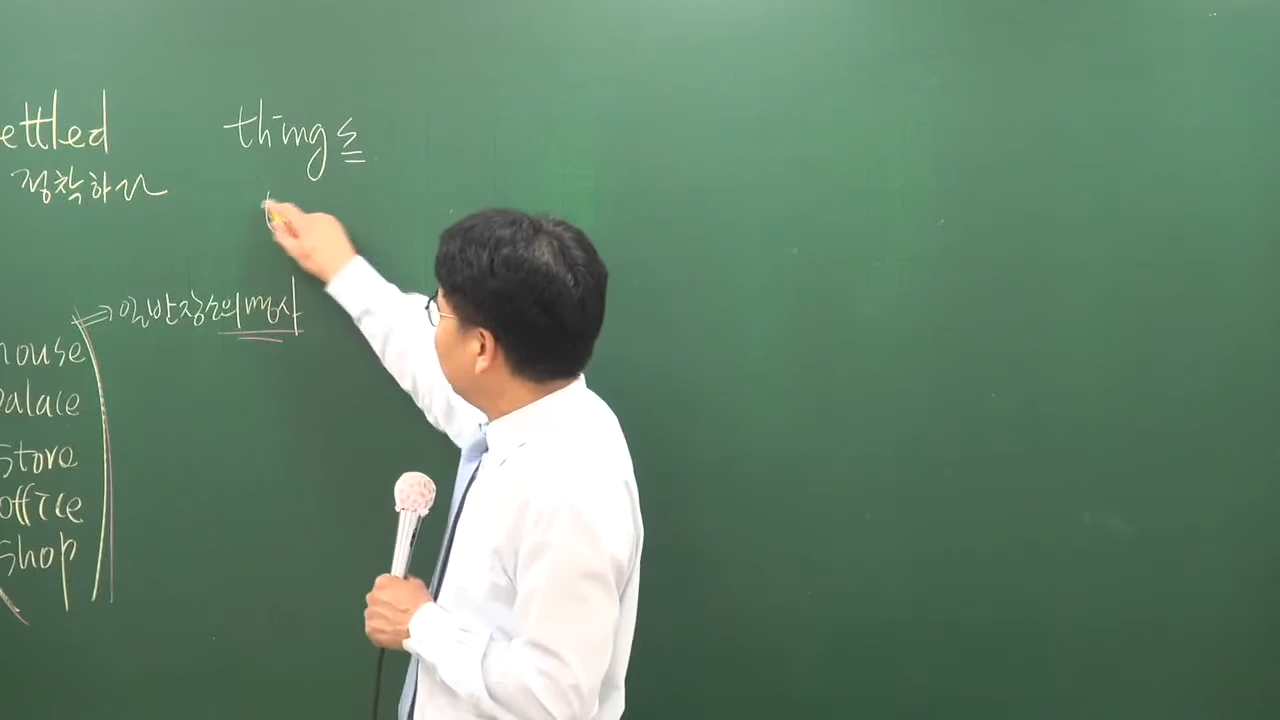 ettled things
정착하다
⇒ 일반장소의명사
house
palace
store
office
shop